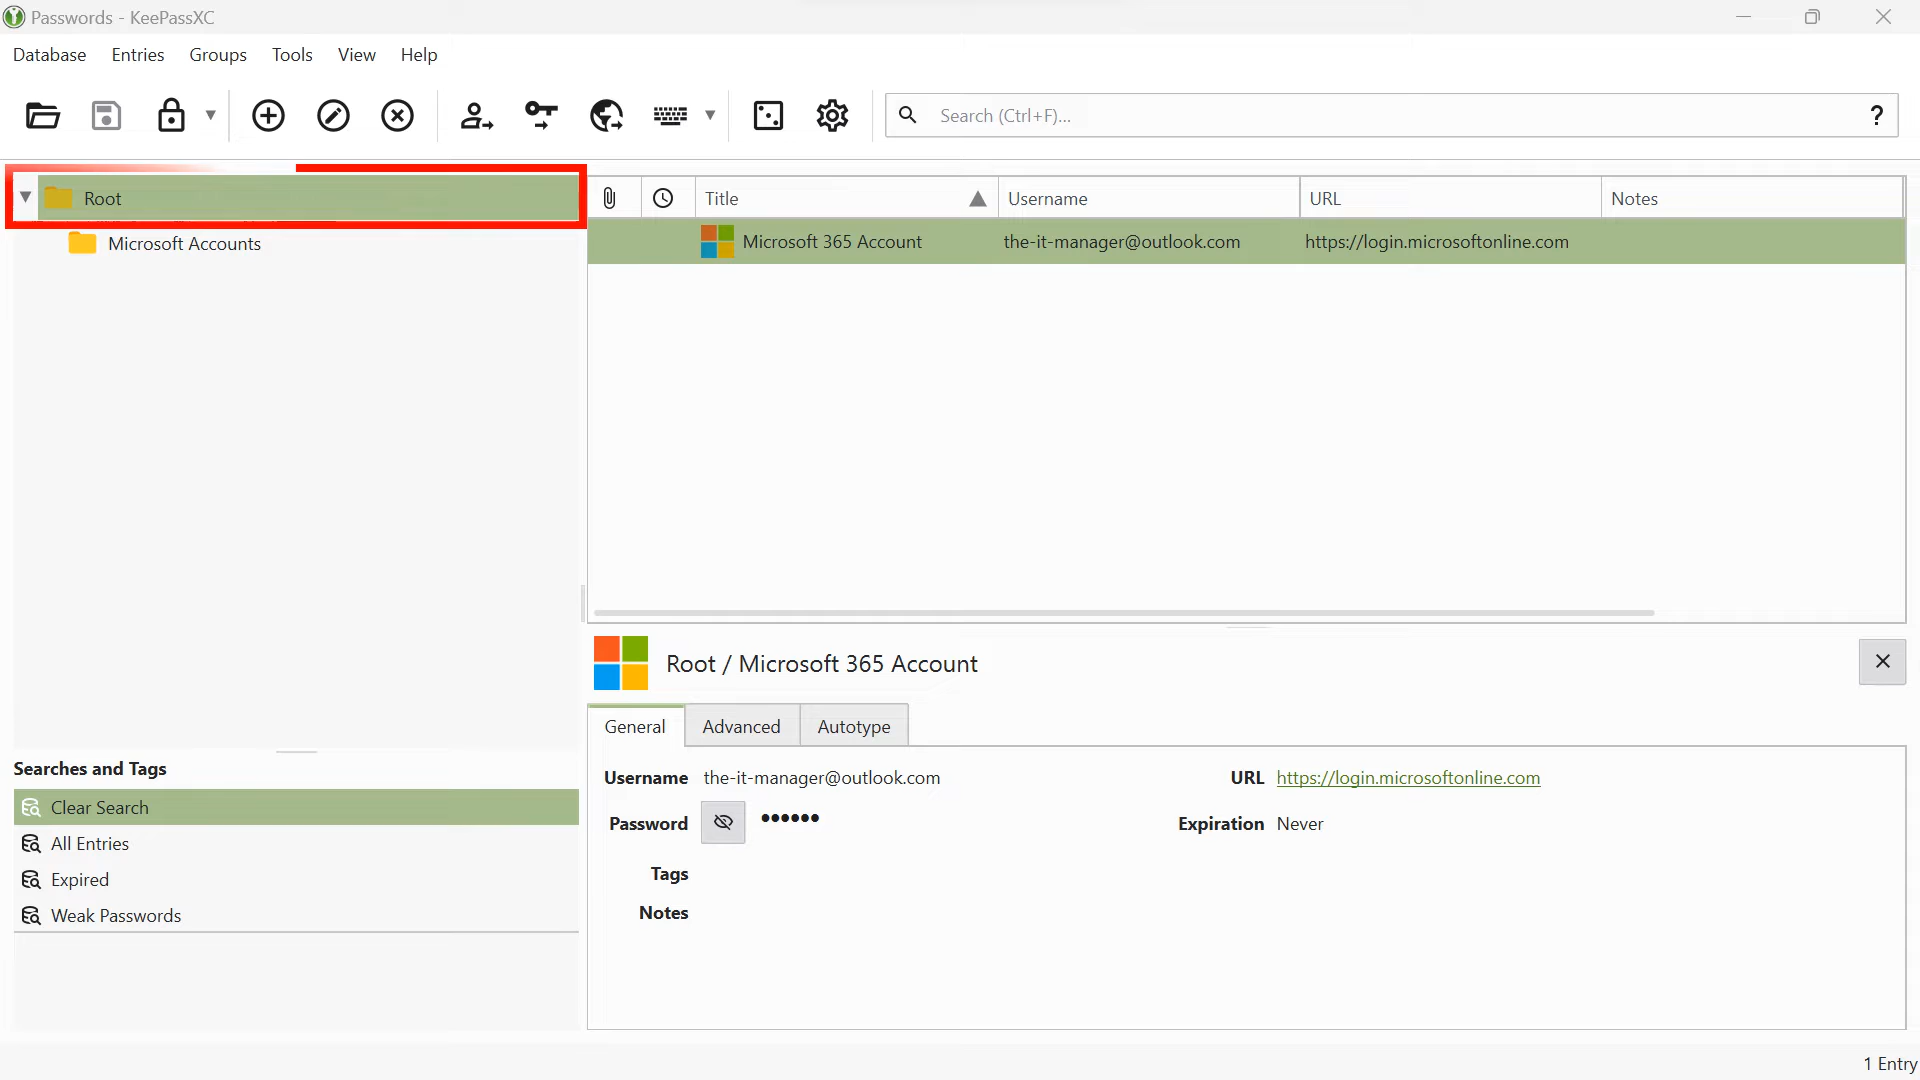 Passwords - KeePassXC
Database Entries Groups Tools View Help
Search (Ctrl+F)... ?
Root
Microsoft Accounts
Title Username URL Notes
Microsoft 365 Account the-it-manager@outlook.com https://login.microsoftonline.com
Root / Microsoft 365 Account
General Advanced Autotype
Username the-it-manager@outlook.com URL https://login.microsoftonline.com
Password ●●●●●● Expiration Never
Tags
Notes
Searches and Tags
Clear Search
All Entries
Expired
Weak Passwords
1 Entry